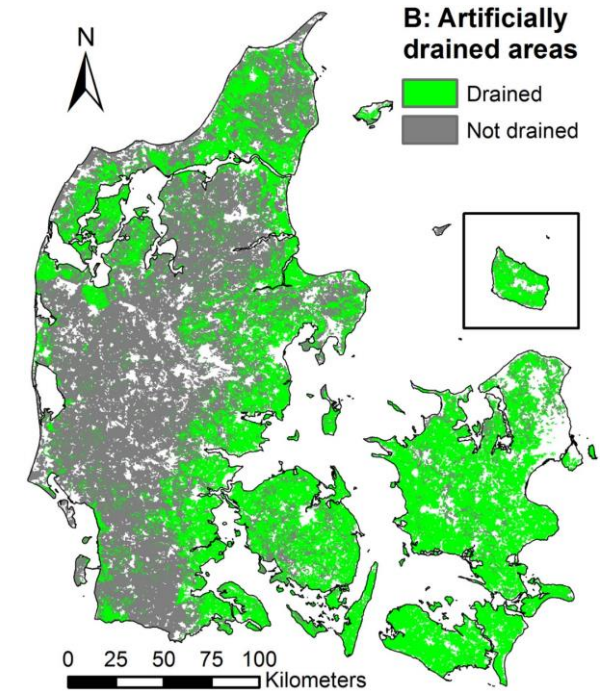 B: Artificially
drained areas
N
Drained
Not drained
0 25 50 75 100
Kilometers